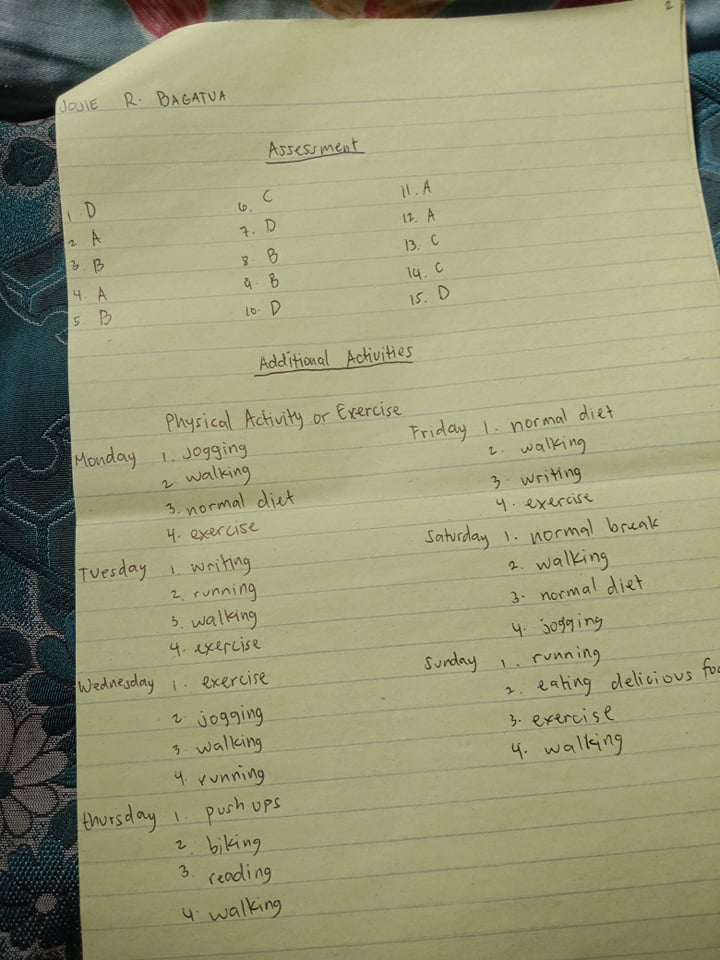 2
JOVIE R. BAGATUA
Assessment
1. D
2. A
3. B
4. A
5. B
6. C
7. D
8. B
9. B
10. D
11. A
12. A
13. C
14. C
15. D
Additional Activities
Physical Activity or Exercise
Monday 1. jogging
2. walking
3. normal diet
4. exercise
Tuesday 1. writing
2. running
3. walking
4. exercise
Wednesday 1. exercise
2. jogging
3. walking
4. running
thursday 1. push ups
2. biking
3. reading
4. walking
Friday 1. normal diet
2. walking
3. writing
4. exercise
Saturday 1. normal break
2. walking
3. normal diet
4. jogging
Sunday 1. running
2. eating delicious foo
3. exercise
4. walking